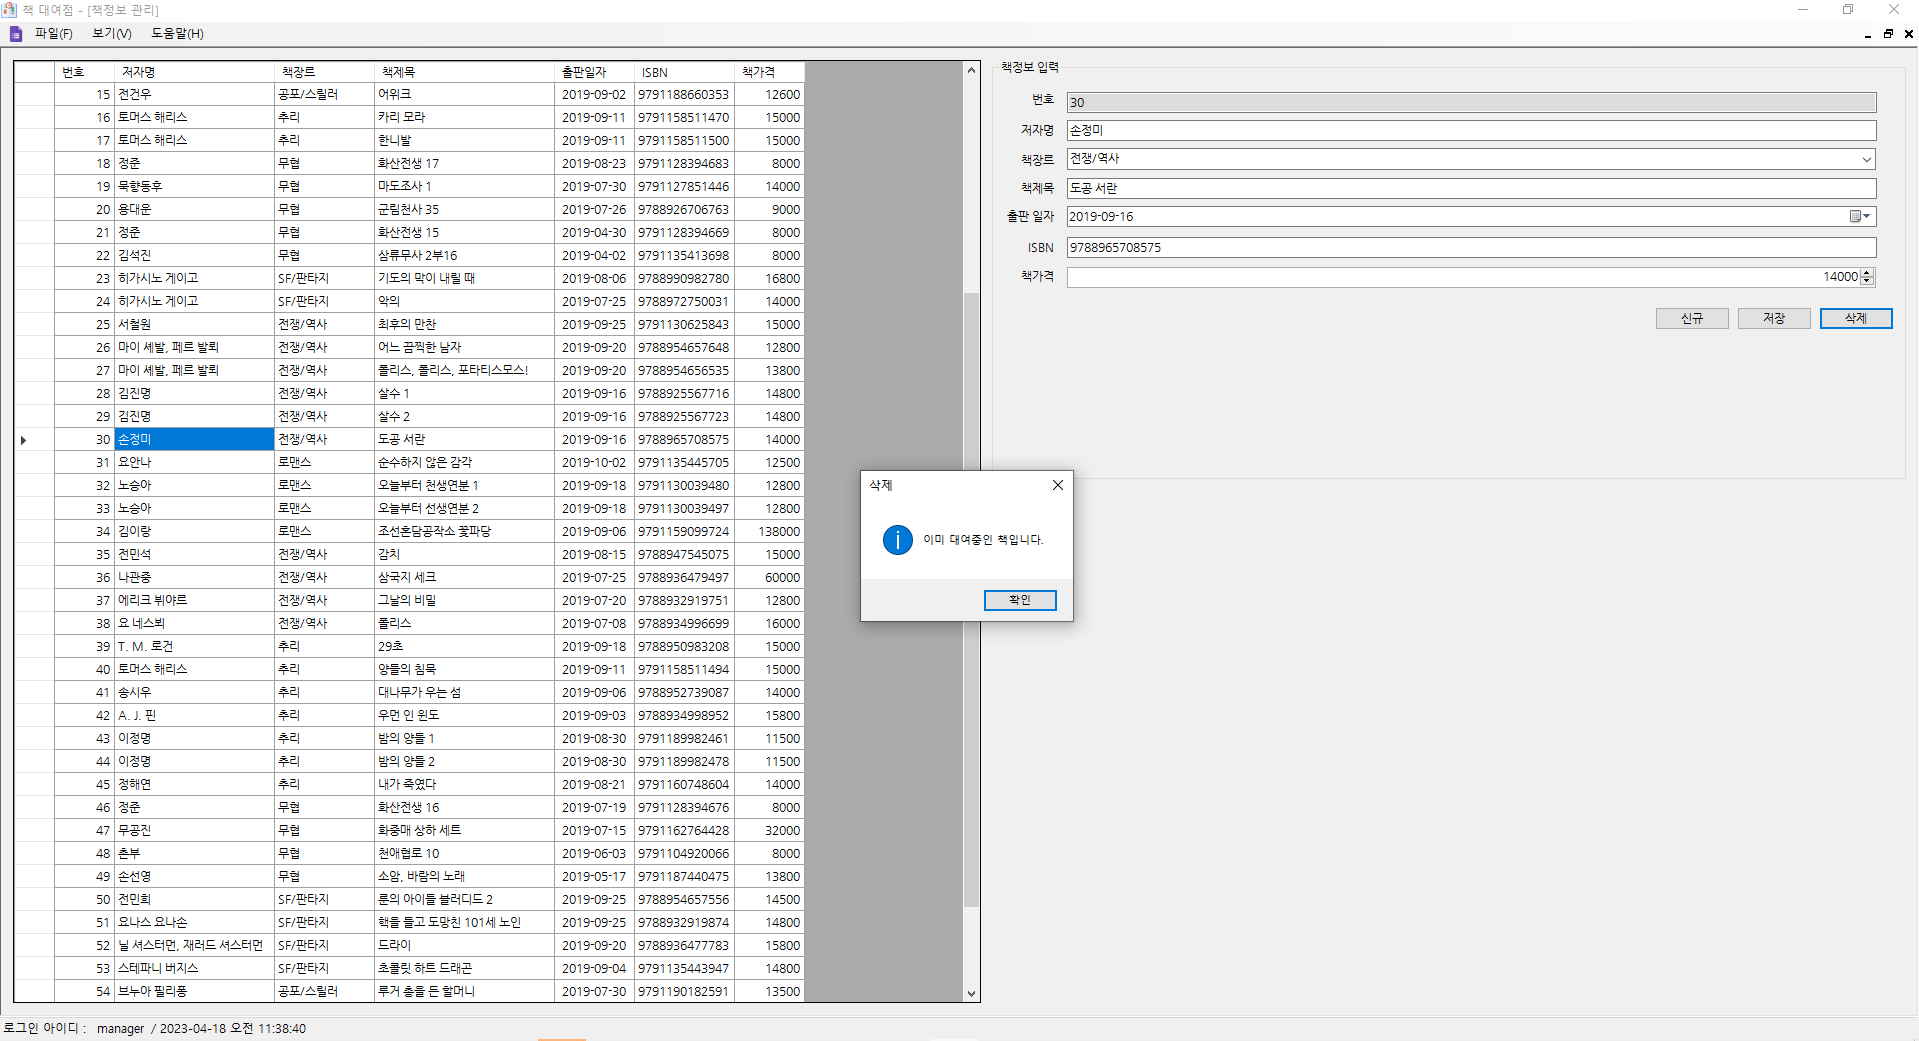 책 대여점 - [책정보 관리]
파일(F) 보기(V) 도움말(H)
번호 저자명 책장르 책제목 출판일자 ISBN 책가격
15 전건우 공포/스릴러 어위크 2019-09-02 9791188660353 12600
16 토머스 해리스 추리 카리 모라 2019-09-11 9791158511470 15000
17 토머스 해리스 추리 한니발 2019-09-11 9791158511500 15000
18 정준 무협 화산전생 17 2019-08-23 9791128394683 8000
19 묵향동후 무협 마도조사 1 2019-07-30 9791127851446 14000
20 용대운 무협 군림천사 35 2019-07-26 9788926706763 9000
21 정준 무협 화산전생 15 2019-04-30 9791128394669 8000
22 김석진 무협 삼류무사 2부16 2019-04-02 9791135413698 8000
23 히가시노 게이고 SF/판타지 기도의 막이 내릴 때 2019-08-06 9788990982780 16800
24 히가시노 게이고 SF/판타지 악의 2019-07-25 9788972750031 14000
25 서철원 전쟁/역사 최후의 만찬 2019-09-25 9791130625843 15000
26 마이 셰발, 페르 발뢰 전쟁/역사 어느 끔찍한 남자 2019-09-20 9788954657648 12800
27 마이 셰발, 페르 발뢰 전쟁/역사 폴리스, 폴리스, 포타티스모스! 2019-09-20 9788954656535 13800
28 김진명 전쟁/역사 살수 1 2019-09-16 9788925567716 14800
29 김진명 전쟁/역사 살수 2 2019-09-16 9788925567723 14800
30 손정미 전쟁/역사 도공 서란 2019-09-16 9788965708575 14000
31 요안나 로맨스 순수하지 않은 감각 2019-10-02 9791135445705 12500
32 노승아 로맨스 오늘부터 천생연분 1 2019-09-18 9791130039480 12800
33 노승아 로맨스 오늘부터 선생연분 2 2019-09-18 9791130039497 12800
34 김이랑 로맨스 조선혼담공작소 꽃파당 2019-09-06 9791159099724 138000
35 전민석 전쟁/역사 감치 2019-08-15 9788947545075 15000
36 나관중 전쟁/역사 삼국지 세크 2019-07-25 9788936479497 60000
37 에리크 뷔야르 전쟁/역사 그날의 비밀 2019-07-20 9788932919751 12800
38 요 네스뵈 전쟁/역사 폴리스 2019-07-08 9788934996699 16000
39 T. M. 로건 추리 29초 2019-09-18 9788950983208 15000
40 토머스 해리스 추리 양들의 침묵 2019-09-11 9791158511494 15000
41 송시우 추리 대나무가 우는 섬 2019-09-06 9788952739087 14000
42 A. J. 핀 추리 우먼 인 윈도 2019-09-03 9788934998952 15800
43 이정명 추리 밤의 양들 1 2019-08-30 9791189982461 11500
44 이정명 추리 밤의 양들 2 2019-08-30 9791189982478 11500
45 정해연 추리 내가 죽였다 2019-08-21 9791160748604 14000
46 정준 무협 화산전생 16 2019-07-19 9791128394676 8000
47 무공진 무협 화중매 상하 세트 2019-07-15 9791162764428 32000
48 촌부 무협 천애협로 10 2019-06-03 9791104920066 8000
49 손선영 무협 소암, 바람의 노래 2019-05-17 9791187440475 13800
50 전민희 SF/판타지 룬의 아이들 블러디드 2 2019-09-25 9788954657556 14500
51 요나스 요나손 SF/판타지 핵을 들고 도망친 101세 노인 2019-09-25 9788932919874 14800
52 닐 셔스터먼, 재러드 셔스터먼 SF/판타지 드라이 2019-09-20 9788936477783 15800
53 스테파니 버지스 SF/판타지 초콜릿 하트 드래곤 2019-09-04 9791135443947 14800
54 브누아 필리퐁 공포/스릴러 루거 총을 든 할머니 2019-07-30 9791190182591 13500
책정보 입력
번호 30
저자명 손정미
책장르 전쟁/역사
책제목 도공 서란
출판 일자 2019-09-16
ISBN 9788965708575
책가격 14000
신규 저장 삭제
삭제
이미 대여중인 책입니다.
확인
로그인 아이디 : manager / 2023-04-18 오전 11:38:40